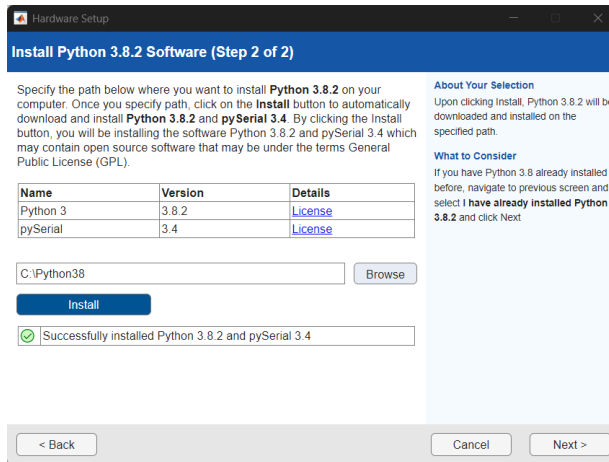 Hardware Setup
Install Python 3.8.2 Software (Step 2 of 2)
Specify the path below where you want to install Python 3.8.2 on your
computer. Once you specify path, click on the Install button to automatically
download and install Python 3.8.2 and pySerial 3.4. By clicking the Install
button, you will be installing the software Python 3.8.2 and pySerial 3.4 which
may contain open source software that may be under the terms General
Public License (GPL).
Name Version Details
Python 3 3.8.2 License
pySerial 3.4 License
C:\Python38 Browse
Install
Successfully installed Python 3.8.2 and pySerial 3.4
About Your Selection
Upon clicking Install, Python 3.8.2 will be
downloaded and installed on the
specified path.
What to Consider
If you have Python 3.8 already installed
before, navigate to previous screen and
select I have already installed Python
3.8.2 and click Next
< Back Cancel Next >